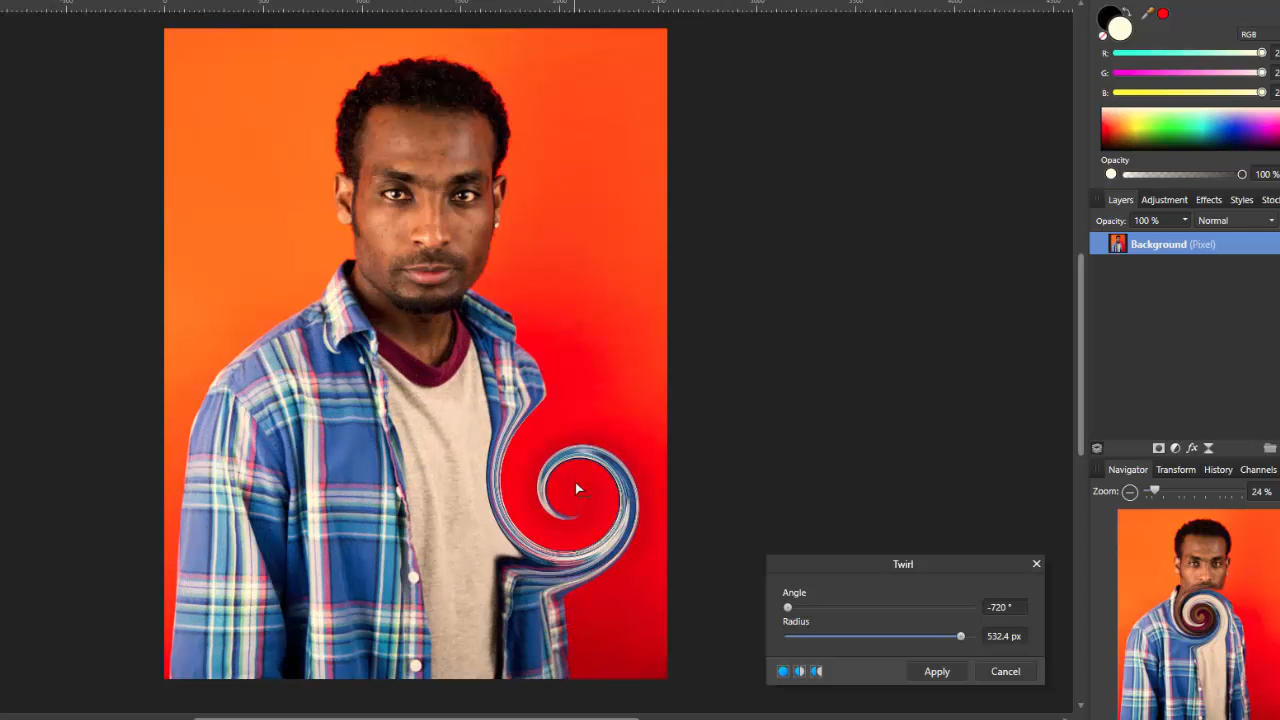 RGB
R:
G:
B:
Opacity
100 %
Layers Adjustment Effects Styles
Opacity: 100 % Normal
Background (Pixel)
fx
Navigator Transform History Channels
Zoom: 24 %
Twirl
Angle
-720 °
Radius
532.4 px
Apply Cancel